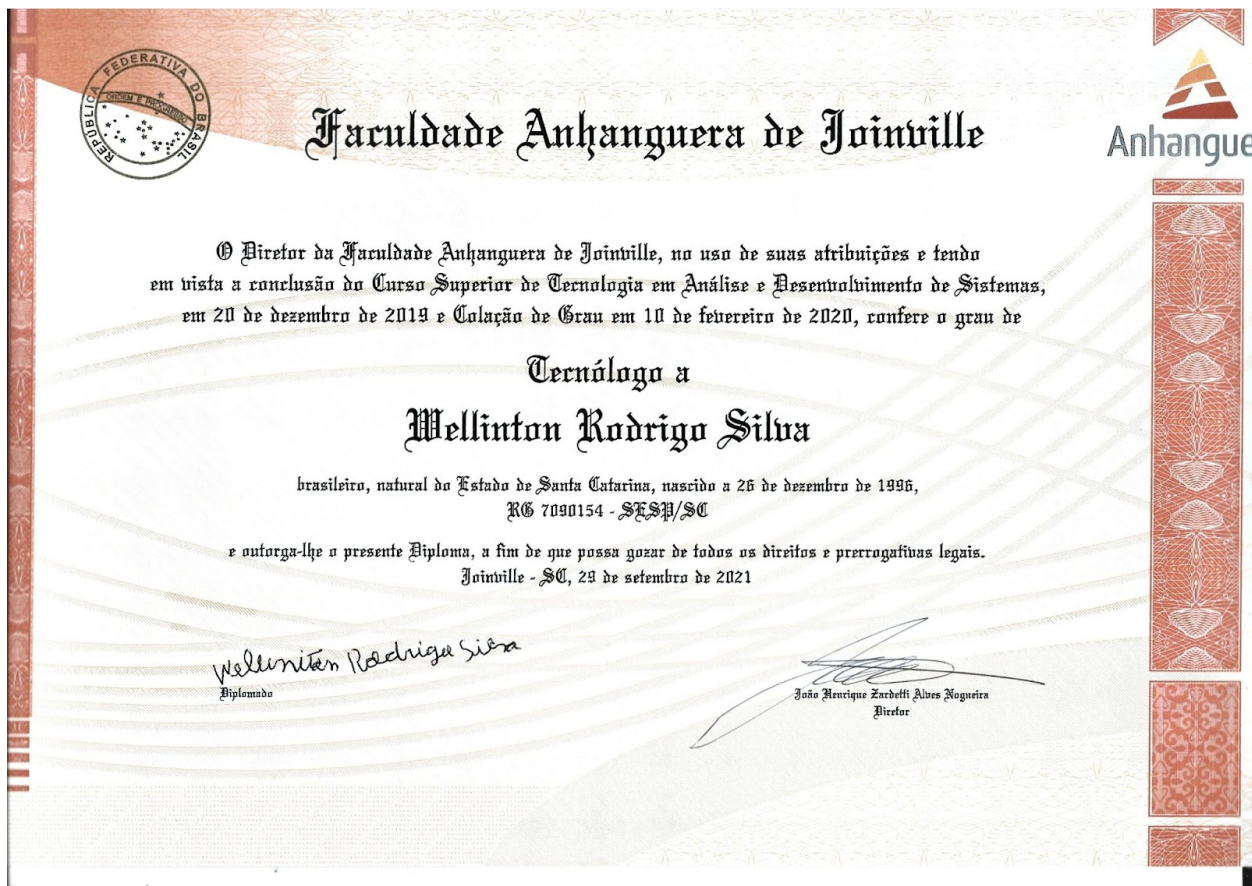 REPÚBLICA FEDERATIVA DO BRASIL
ORDEM E PROGRESSO
Faculdade Anhanguera de Joinville
Anhangue
O Diretor da Faculdade Anhanguera de Joinville, no uso de suas atribuições e tendo
em vista a conclusão do Curso Superior de Tecnologia em Análise e Desenvolvimento de Sistemas,
em 20 de dezembro de 2019 e Colação de Grau em 10 de fevereiro de 2020, confere o grau de
Tecnólogo a
Wellinton Rodrigo Silva
brasileiro, natural do Estado de Santa Catarina, nascido a 26 de dezembro de 1996,
RG 7090154 - SESP/SC
e outorga-lhe o presente Diploma, a fim de que possa gozar de todos os direitos e prerrogativas legais.
Joinville - SC, 29 de setembro de 2021
Wellinton Rodrigo Silva
Diplomado
João Henrique Zardetti Alves Nogueira
Diretor